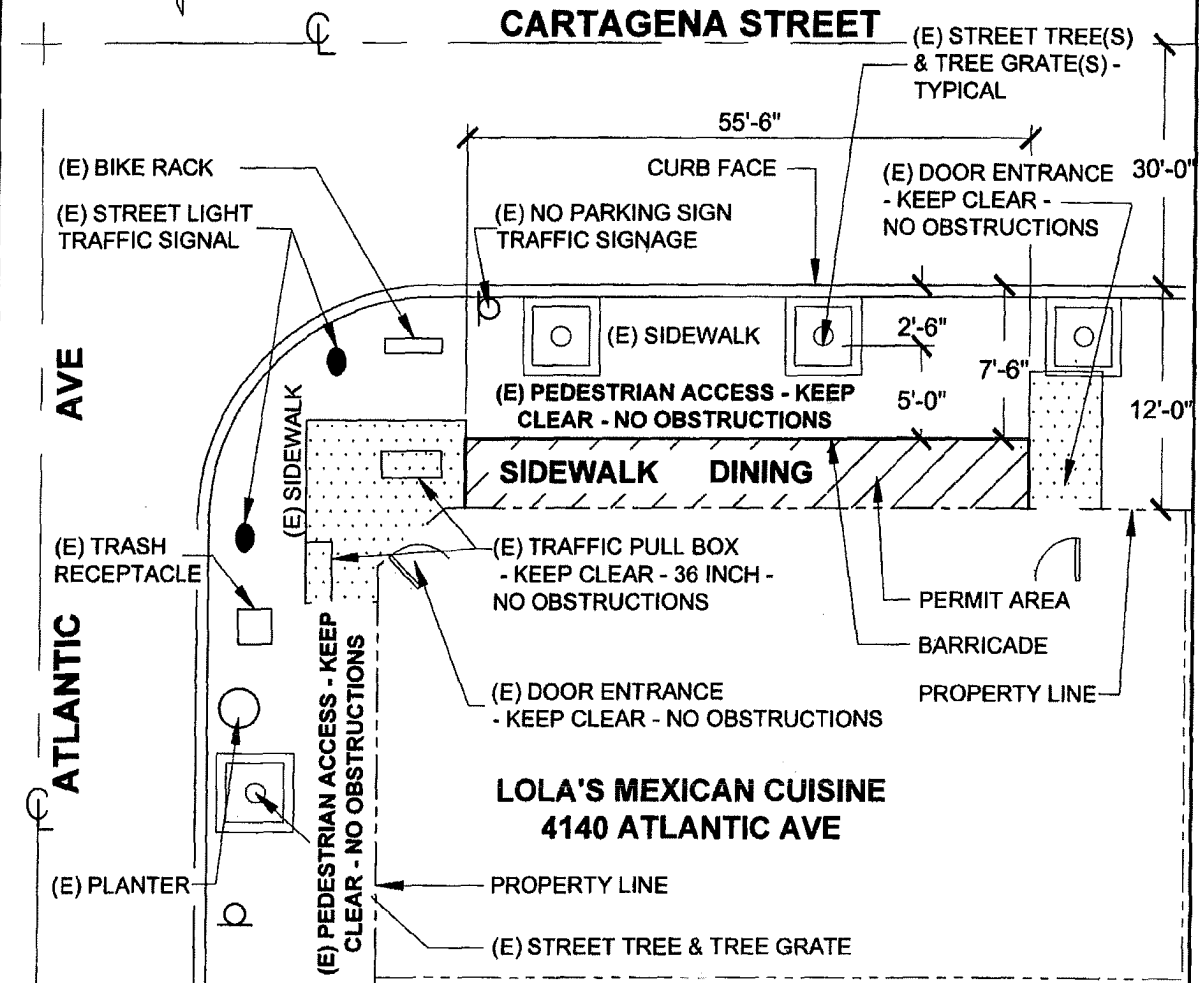 CARTAGENA STREET
(E) STREET TREE(S)
& TREE GRATE(S) -
TYPICAL
55'-6"
(E) BIKE RACK
CURB FACE
(E) DOOR ENTRANCE
- KEEP CLEAR -
NO OBSTRUCTIONS
30'-0"
(E) STREET LIGHT
TRAFFIC SIGNAL
(E) NO PARKING SIGN
TRAFFIC SIGNAGE
(E) SIDEWALK
2'-6"
7'-6"
5'-0"
12'-0"
(E) PEDESTRIAN ACCESS - KEEP
CLEAR - NO OBSTRUCTIONS
(E) SIDEWALK
SIDEWALK DINING
ATLANTIC AVE
(E) TRASH
RECEPTACLE
(E) TRAFFIC PULL BOX
- KEEP CLEAR - 36 INCH -
NO OBSTRUCTIONS
PERMIT AREA
BARRICADE
PROPERTY LINE
(E) DOOR ENTRANCE
- KEEP CLEAR - NO OBSTRUCTIONS
(E) PEDESTRIAN ACCESS - KEEP
CLEAR - NO OBSTRUCTIONS
LOLA'S MEXICAN CUISINE
4140 ATLANTIC AVE
(E) PLANTER
PROPERTY LINE
(E) STREET TREE & TREE GRATE